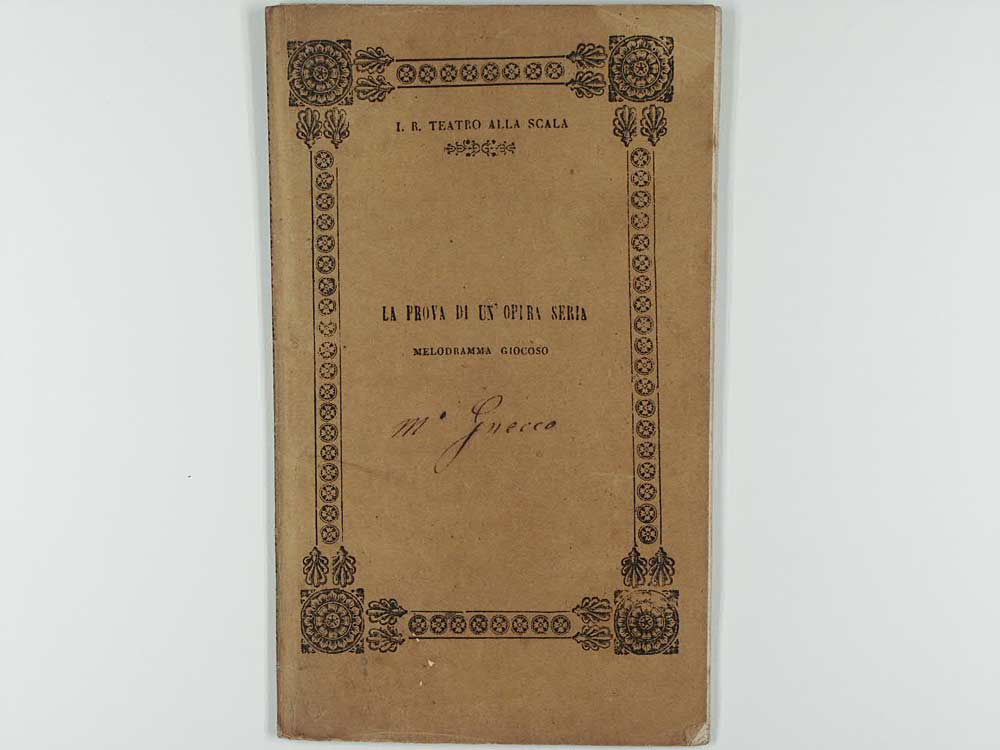 I. R. TEATRO ALLA SCALA
LA PROVA DI UN' OPERA SERIA
MELODRAMMA GIOCOSO
M° Gnecco